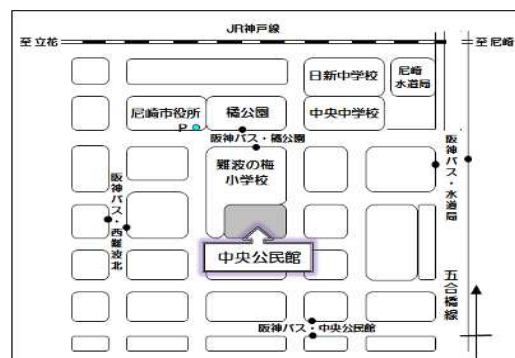 JR神戸線
至 立花
至 尼崎
日新中学校
尼崎
水道局
尼崎市役所
P
橘公園
中央中学校
阪神バス・橘公園
難波の梅
小学校
阪神バス・水道局
阪神バス・西難波北
中央公民館
五合橋線
阪神バス・中央公民館